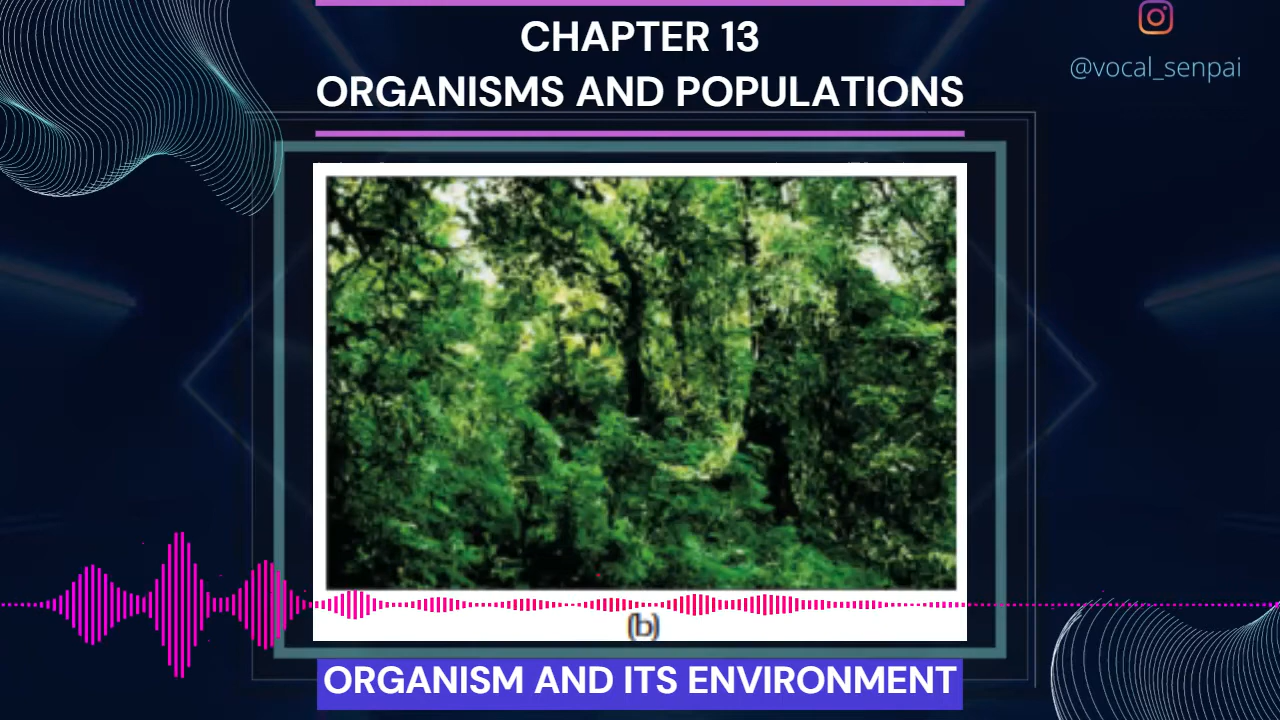 CHAPTER 13
ORGANISMS AND POPULATIONS
@vocal_senpai
(b)
ORGANISM AND ITS ENVIRONMENT